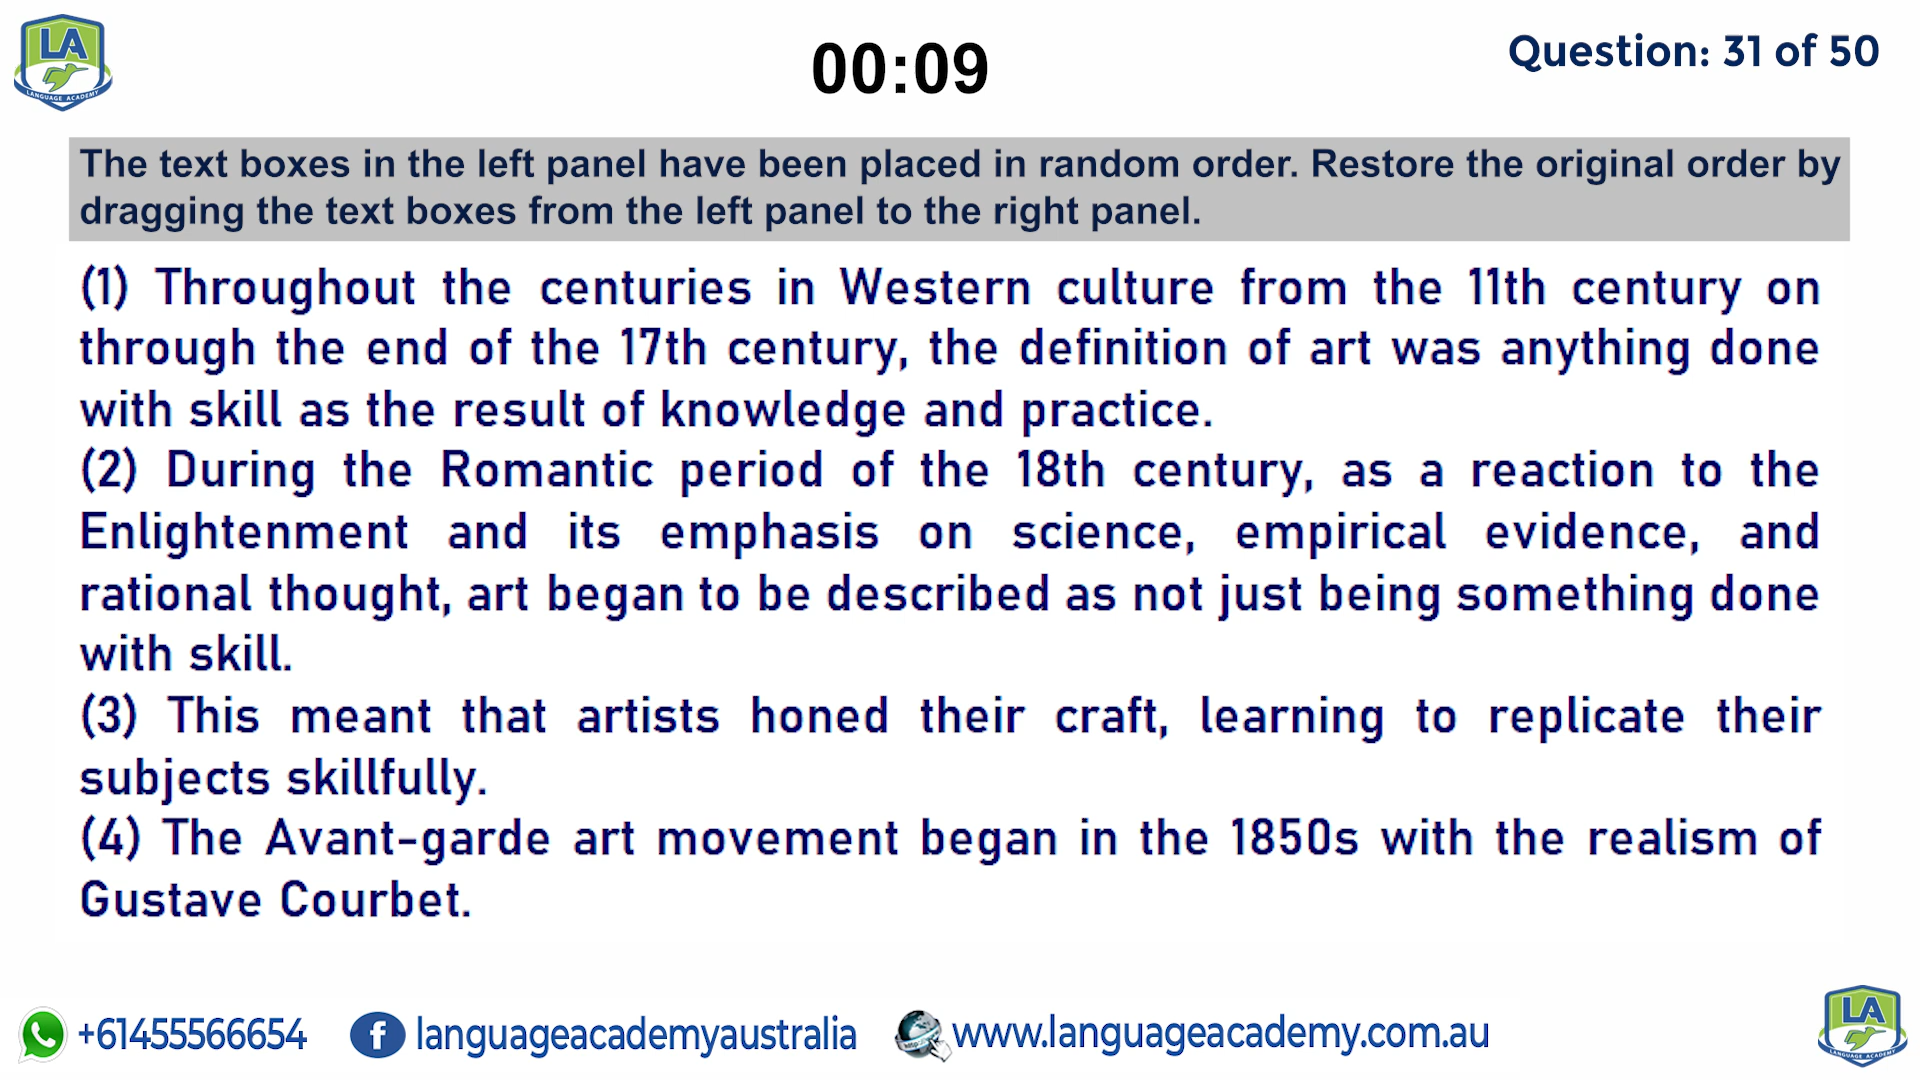 LA
LANGUAGE ACADEMY
00:09
Question: 31 of 50
The text boxes in the left panel have been placed in random order. Restore the original order by
dragging the text boxes from the left panel to the right panel.
(1) Throughout the centuries in Western culture from the 11th century on
through the end of the 17th century, the definition of art was anything done
with skill as the result of knowledge and practice.
(2) During the Romantic period of the 18th century, as a reaction to the
Enlightenment and its emphasis on science, empirical evidence, and
rational thought, art began to be described as not just being something done
with skill.
(3) This meant that artists honed their craft, learning to replicate their
subjects skillfully.
(4) The Avant-garde art movement began in the 1850s with the realism of
Gustave Courbet.
+61455566654
f languageacademyaustralia
http://
www.languageacademy.com.au
LA
LANGUAGE ACADEMY